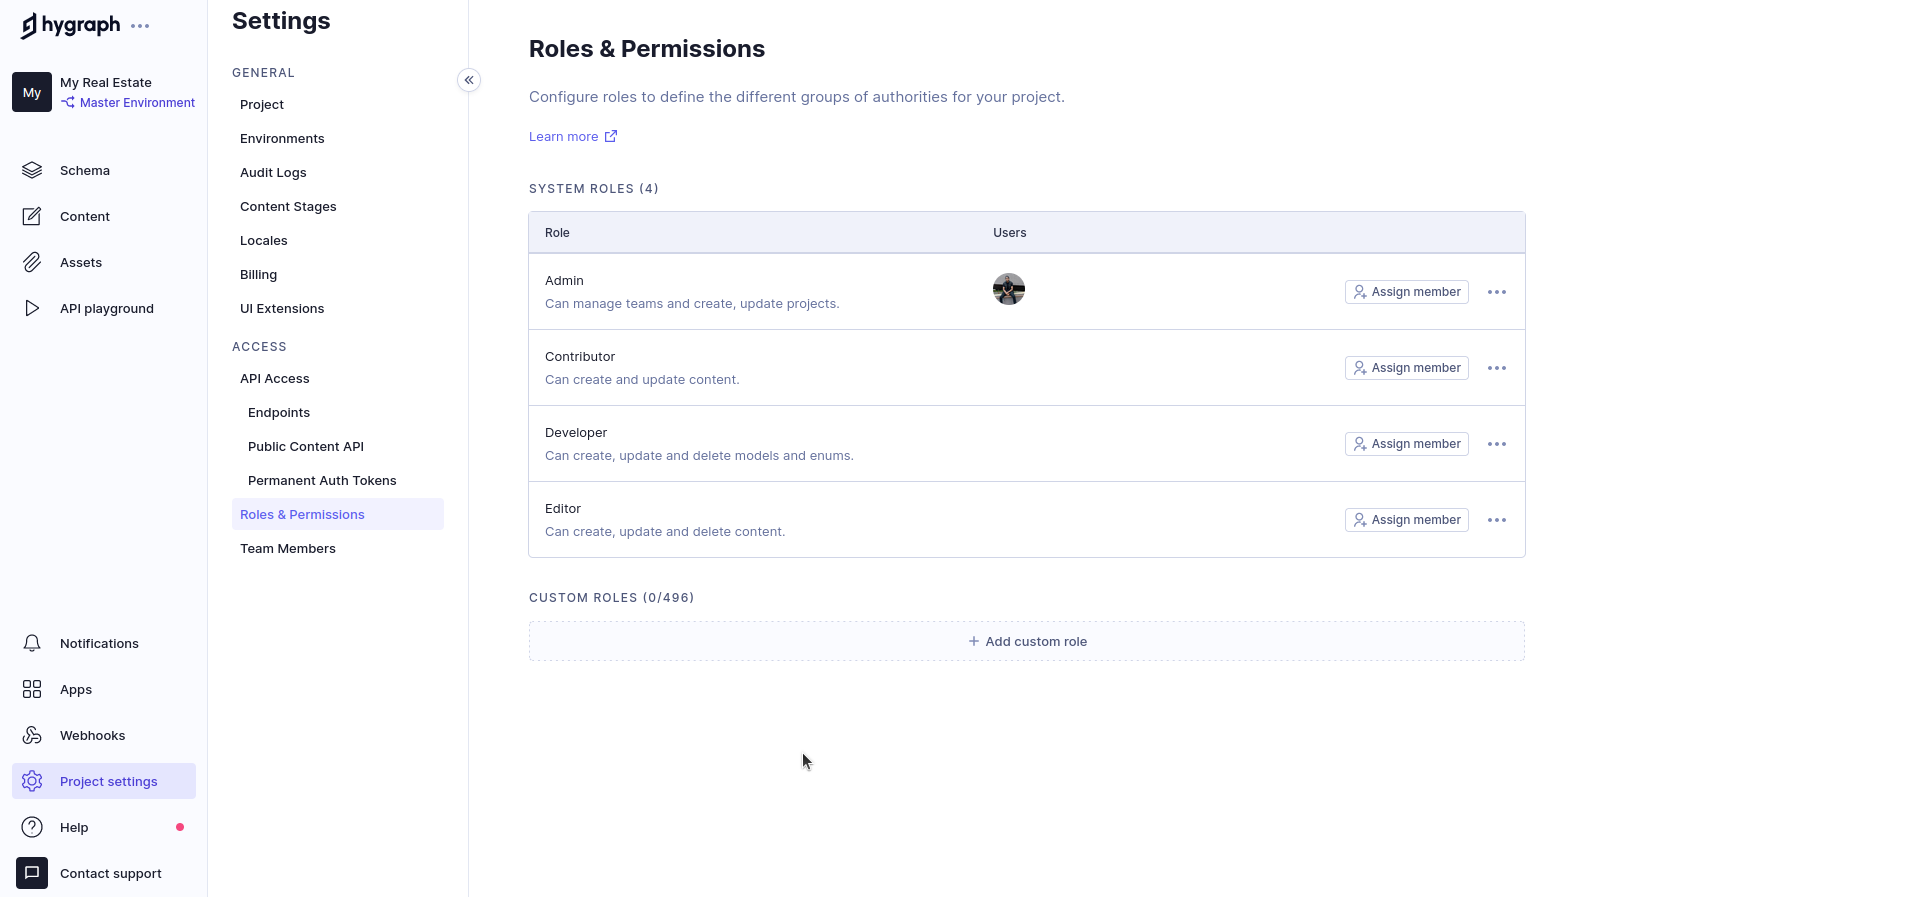 hygraph
My
My Real Estate
Master Environment
Schema
Content
Assets
API playground
Notifications
Apps
Webhooks
Project settings
Help
Contact support
Settings
GENERAL
Project
Environments
Audit Logs
Content Stages
Locales
Billing
UI Extensions
ACCESS
API Access
Endpoints
Public Content API
Permanent Auth Tokens
Roles & Permissions
Team Members
Roles & Permissions
Configure roles to define the different groups of authorities for your project.
Learn more
SYSTEM ROLES (4)
Role Users
Admin
Can manage teams and create, update projects.
Assign member
Contributor
Can create and update content.
Assign member
Developer
Can create, update and delete models and enums.
Assign member
Editor
Can create, update and delete content.
Assign member
CUSTOM ROLES (0/496)
Add custom role